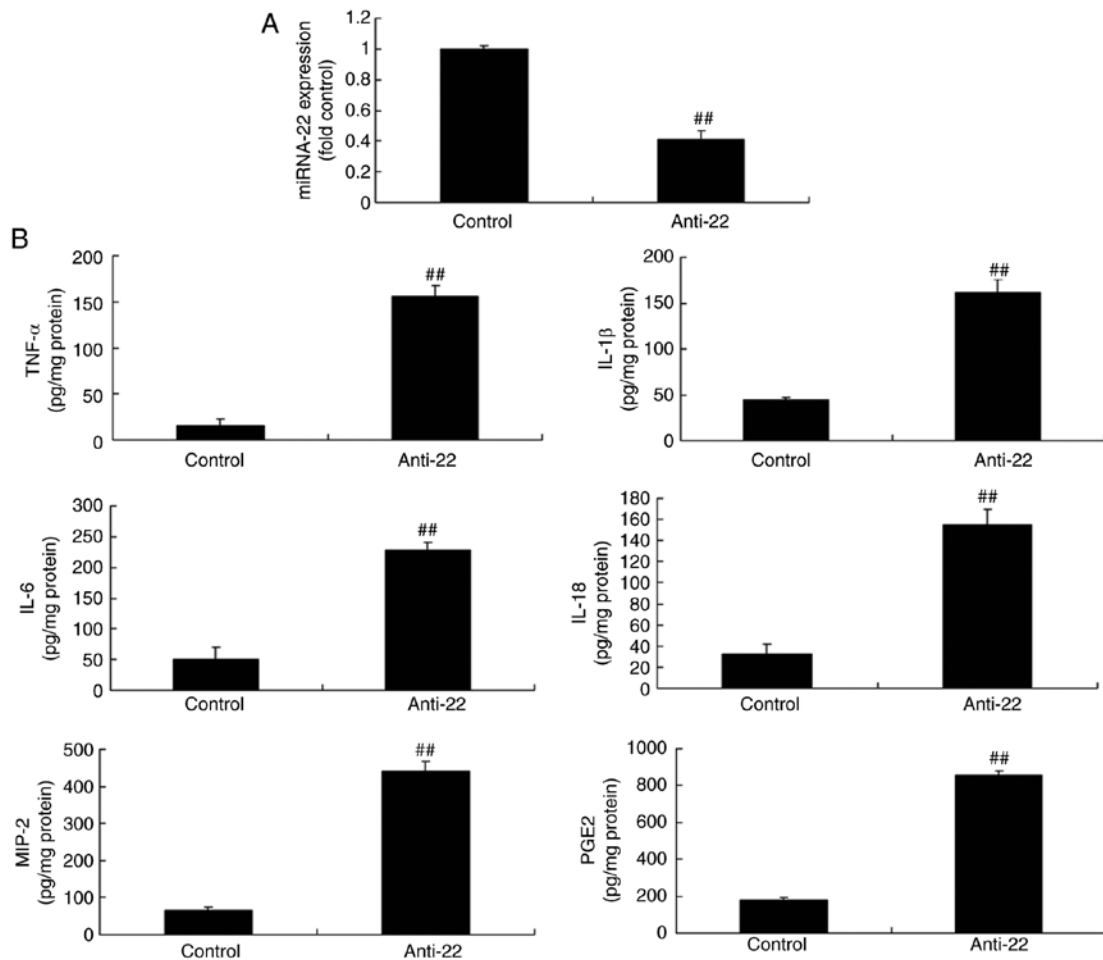 A
miRNA-22 expression
(fold control)
1.2
1
0.8
0.6
0.4
0.2
0
##
Control
Anti-22
B
TNF-α
(pg/mg protein)
200
150
100
50
0
##
Control
Anti-22
IL-1β
(pg/mg protein)
200
150
100
50
0
##
Control
Anti-22
IL-6
(pg/mg protein)
300
250
200
150
100
50
0
##
Control
Anti-22
IL-18
(pg/mg protein)
180
160
140
120
100
80
60
40
20
0
##
Control
Anti-22
MIP-2
(pg/mg protein)
500
400
300
200
100
0
##
Control
Anti-22
PGE2
(pg/mg protein)
1000
800
600
400
200
0
##
Control
Anti-22